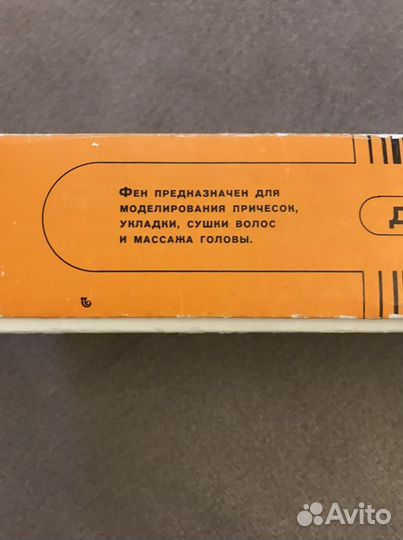 Фен предназначен для
моделирования причесок,
укладки, сушки волос
и массажа головы.
Д
Avito